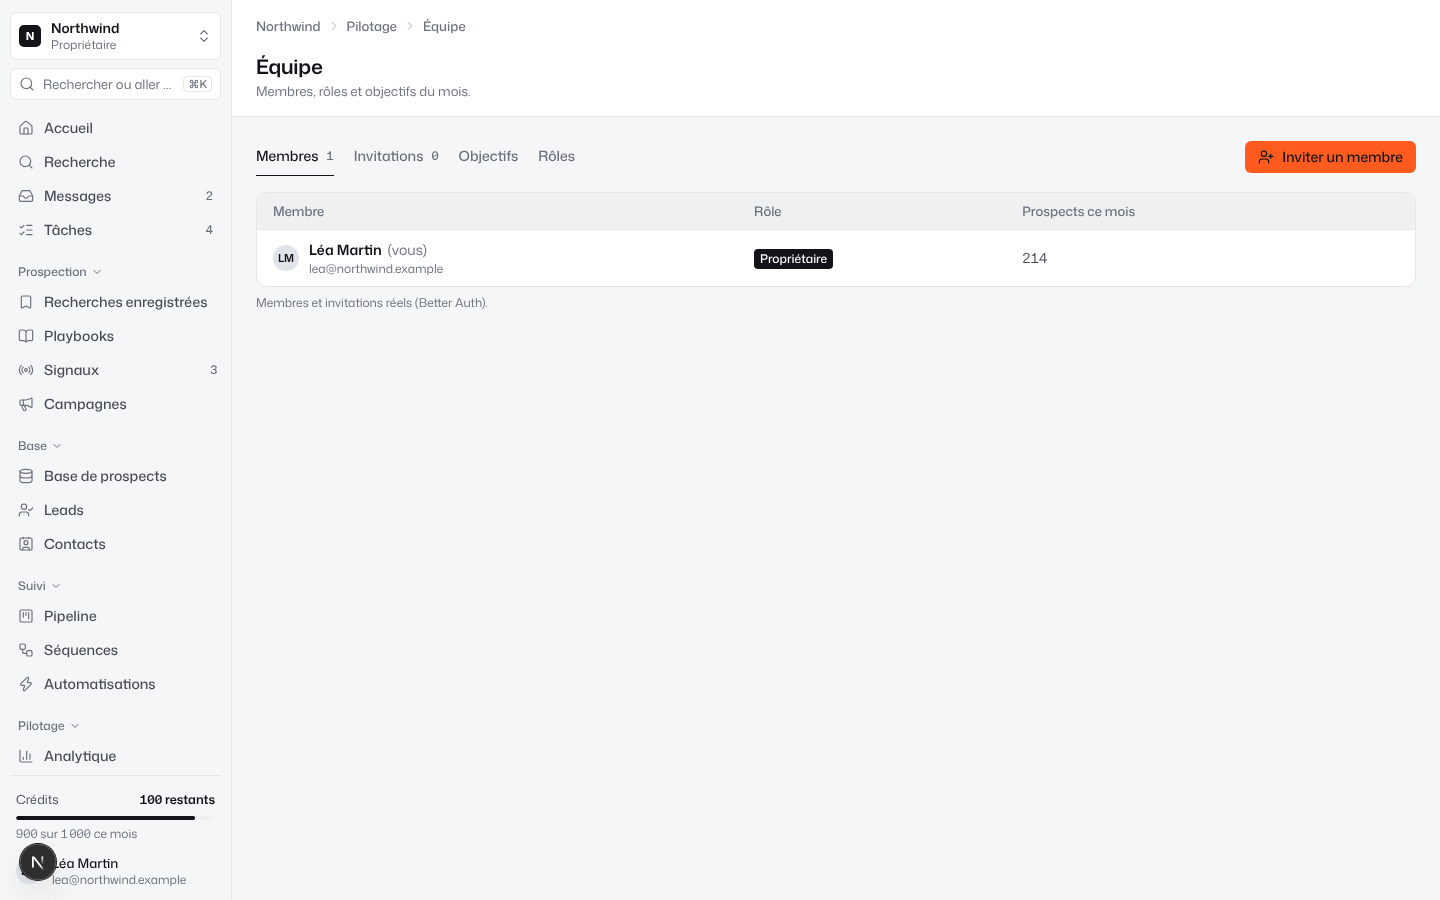 N
Northwind
Propriétaire
Rechercher ou aller ...
⌘K
Accueil
Recherche
Messages 2
Tâches 4
Prospection
Recherches enregistrées
Playbooks
Signaux 3
Campagnes
Base
Base de prospects
Leads
Contacts
Suivi
Pipeline
Séquences
Automatisations
Pilotage
Analytique
Crédits 100 restants
900 sur 1 000 ce mois
N
Léa Martin
lea@northwind.example
Northwind Pilotage Équipe
Équipe
Membres, rôles et objectifs du mois.
Membres 1 Invitations 0 Objectifs Rôles
Inviter un membre
Membre Rôle Prospects ce mois
LM
Léa Martin (vous)
lea@northwind.example
Propriétaire
214
Membres et invitations réels (Better Auth).